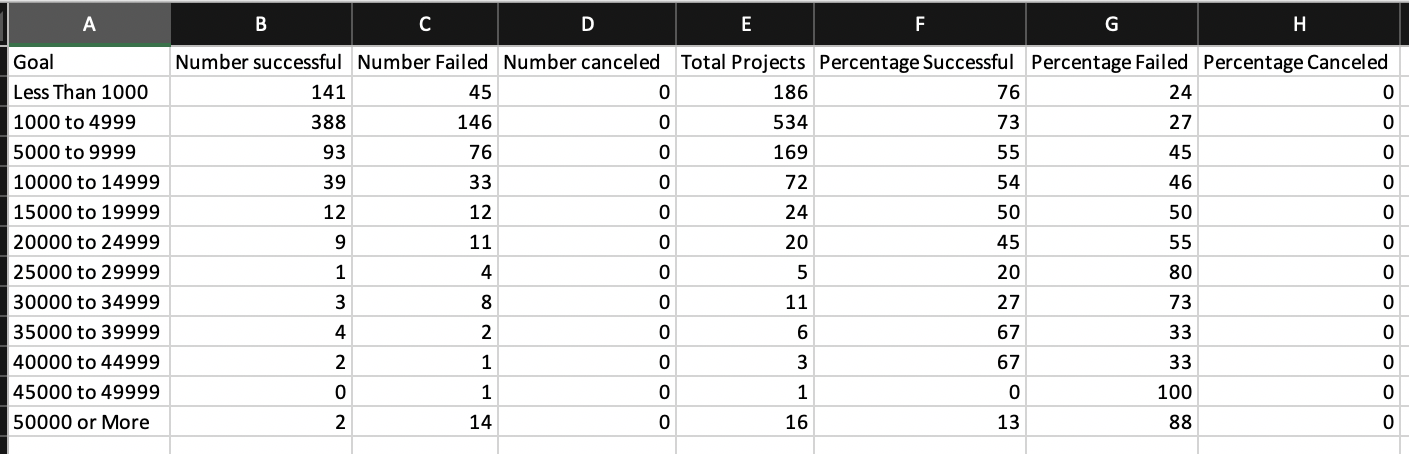 A B C D E F G H
Goal Number successful Number Failed Number canceled Total Projects Percentage Successful Percentage Failed Percentage Canceled
Less Than 1000 141 45 0 186 76 24 0
1000 to 4999 388 146 0 534 73 27 0
5000 to 9999 93 76 0 169 55 45 0
10000 to 14999 39 33 0 72 54 46 0
15000 to 19999 12 12 0 24 50 50 0
20000 to 24999 9 11 0 20 45 55 0
25000 to 29999 1 4 0 5 20 80 0
30000 to 34999 3 8 0 11 27 73 0
35000 to 39999 4 2 0 6 67 33 0
40000 to 44999 2 1 0 3 67 33 0
45000 to 49999 0 1 0 1 0 100 0
50000 or More 2 14 0 16 13 88 0